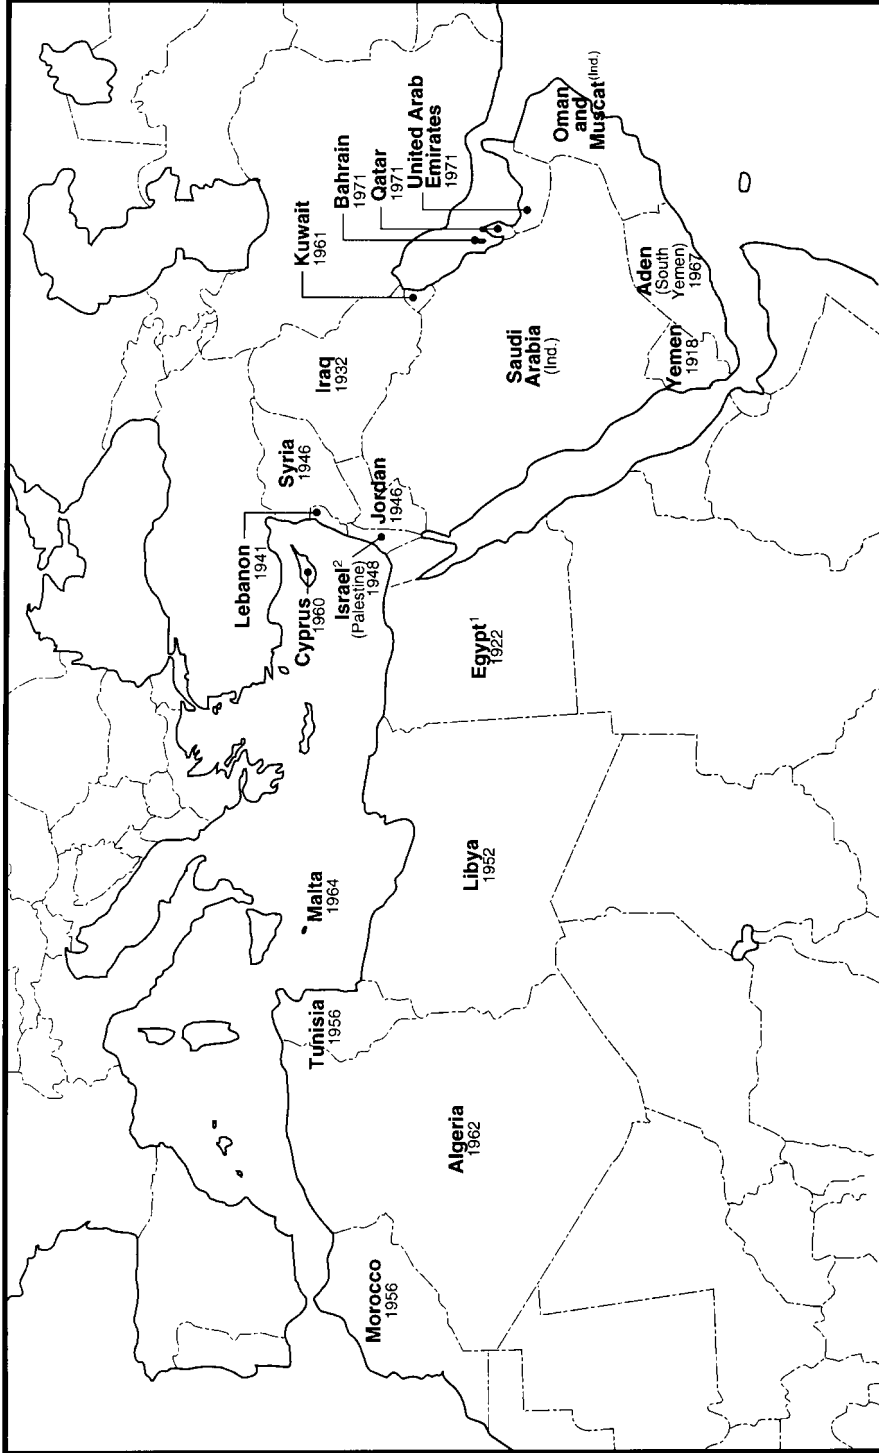 Morocco
1956
Algeria
1962
Tunisia
1956
Malta
1964
Libya
1952
Egypt¹
1922
Cyprus
1960
Lebanon
1941
Israel²
(Palestine)
1948
Jordan
1946
Syria
1946
Iraq
1932
Kuwait
1961
Bahrain
1971
Qatar
1971
United Arab
Emirates
1971
Saudi
Arabia
(Ind.)
Yemen
1918
Aden
(South
Yemen)
1967
Oman
and
Muscat (Ind.)